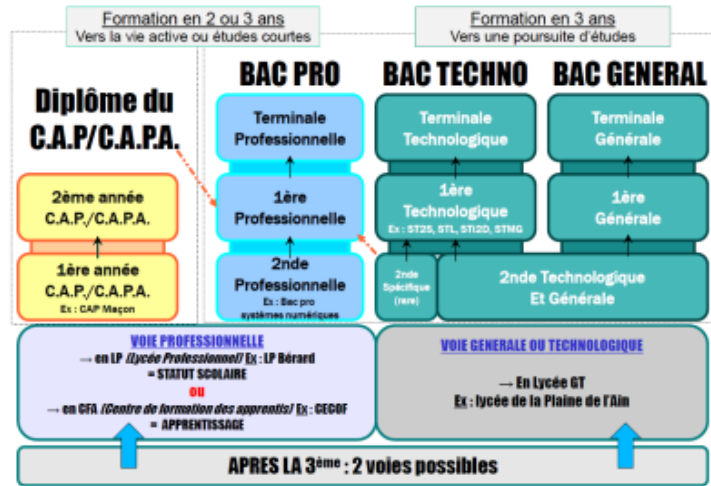 Formation en 2 ou 3 ans
Vers la vie active ou études courtes
Formation en 3 ans
Vers une poursuite d'études
Diplôme du
C.A.P/C.A.P.A.
BAC PRO
BAC TECHNO
BAC GENERAL
Terminale
Professionnelle
Terminale
Technologique
Terminale
Générale
2ème année
C.A.P./C.A.P.A.
1ère
Professionnelle
1ère
Technologique
Ex : ST2S, STL, STI2D, STMG
1ère
Générale
1ère année
C.A.P./C.A.P.A.
Ex : CAP Maçon
2nde
Professionnelle
Ex : Bac pro
systèmes numériques
2nde
Spécifique
(rare)
2nde Technologique
Et Générale
VOIE PROFESSIONNELLE
→ en LP (Lycée Professionnel) Ex : LP Bérard
= STATUT SCOLAIRE
OU
→ en CFA (Centre de formation des apprentis) Ex : CECOF
= APPRENTISSAGE
VOIE GENERALE OU TECHNOLOGIQUE
→ En Lycée GT
Ex : lycée de la Plaine de l'Ain
APRES LA 3ème : 2 voies possibles